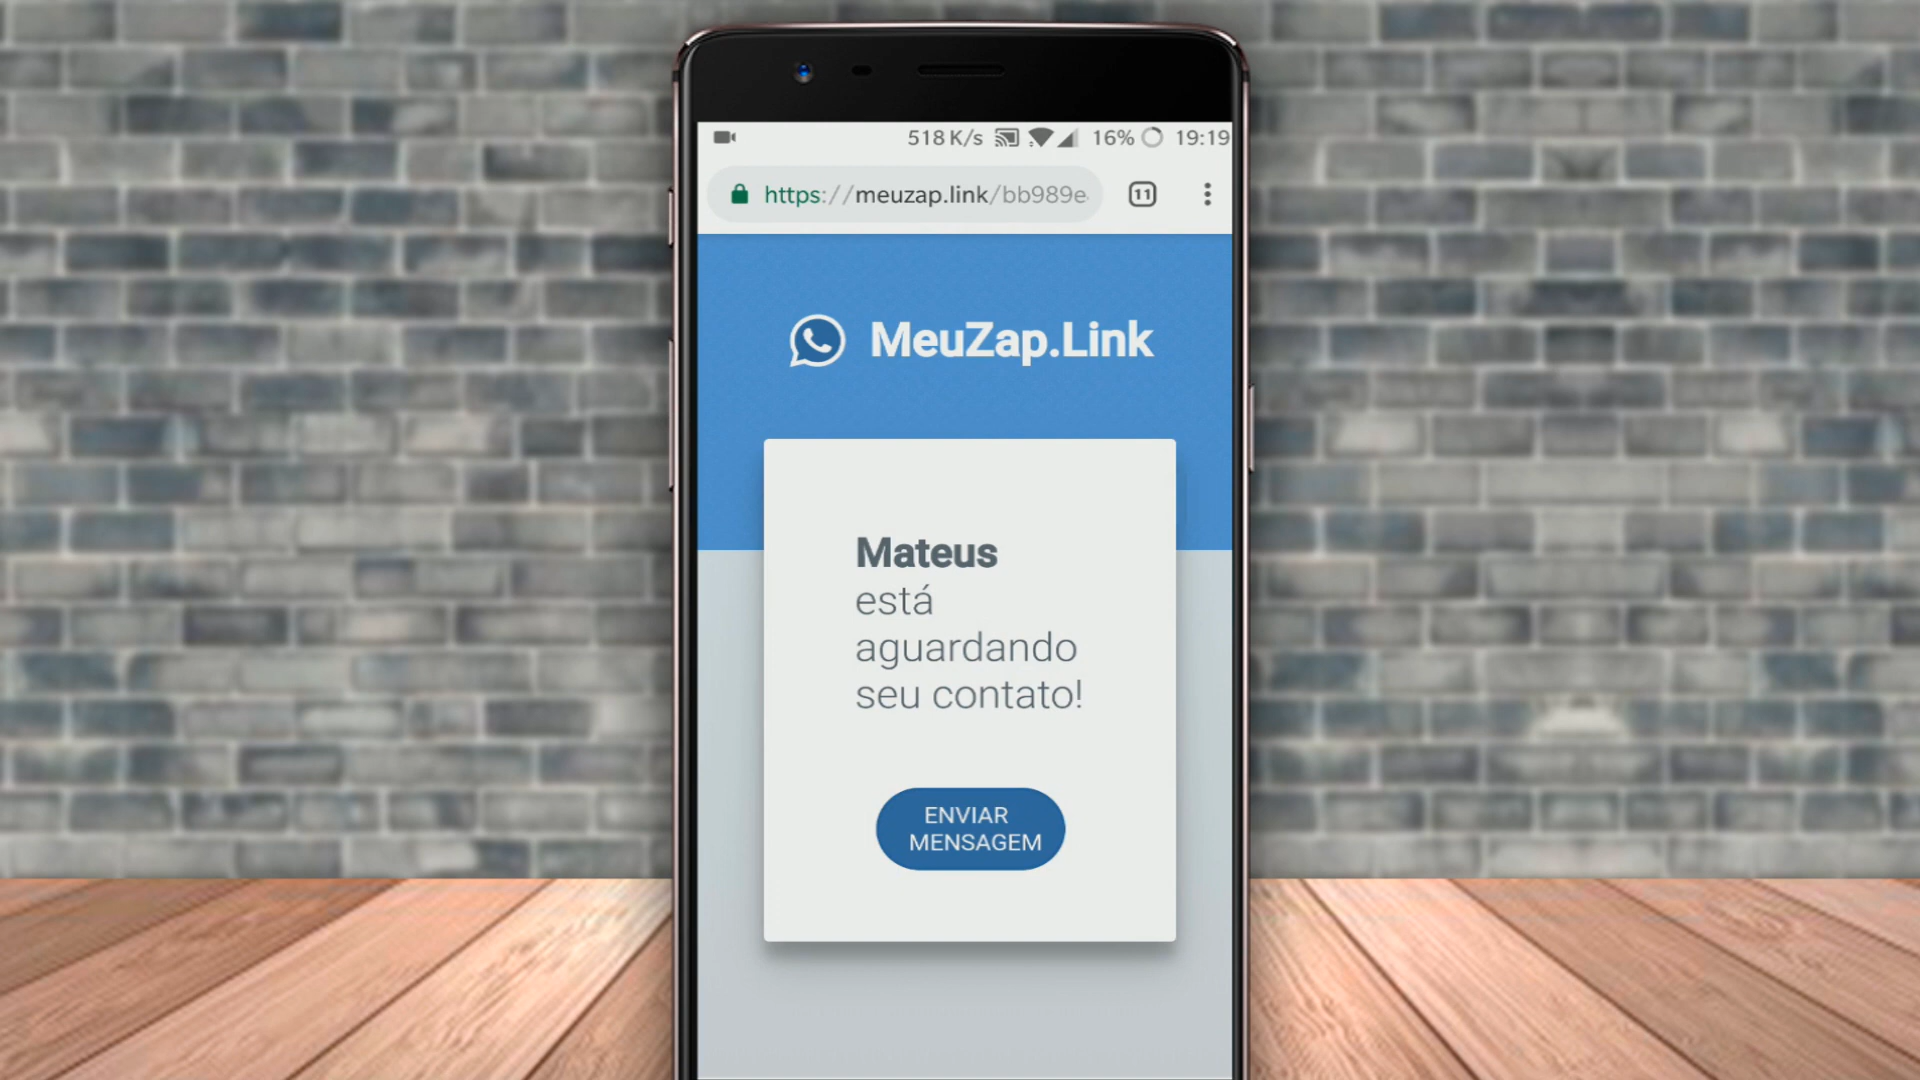 518 K/s 16% 19:19
https://meuzap.link/bb989e
11
MeuZap.Link
Mateus
está
aguardando
seu contato!
ENVIAR
MENSAGEM